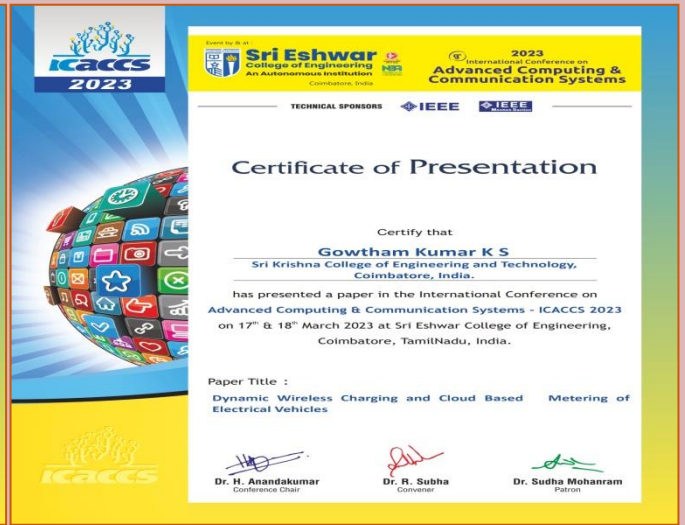 icaccs
2023
Event by & at
Sri Eshwar
College of Engineering
An Autonomous Institution
Coimbatore, India
NBA
2023
International Conference on
Advanced Computing &
Communication Systems
TECHNICAL SPONSORS
IEEE
IEEE
Madras Section
Certificate of Presentation
Certify that
Gowtham Kumar K S
Sri Krishna College of Engineering and Technology,
Coimbatore, India.
has presented a paper in the International Conference on
Advanced Computing & Communication Systems - ICACCS 2023
on 17th & 18th March 2023 at Sri Eshwar College of Engineering,
Coimbatore, TamilNadu, India.
Paper Title :
Dynamic Wireless Charging and Cloud Based Metering of
Electrical Vehicles
Dr. H. Anandakumar
Conference Chair
Dr. R. Subha
Convener
Dr. Sudha Mohanram
Patron
icaccs